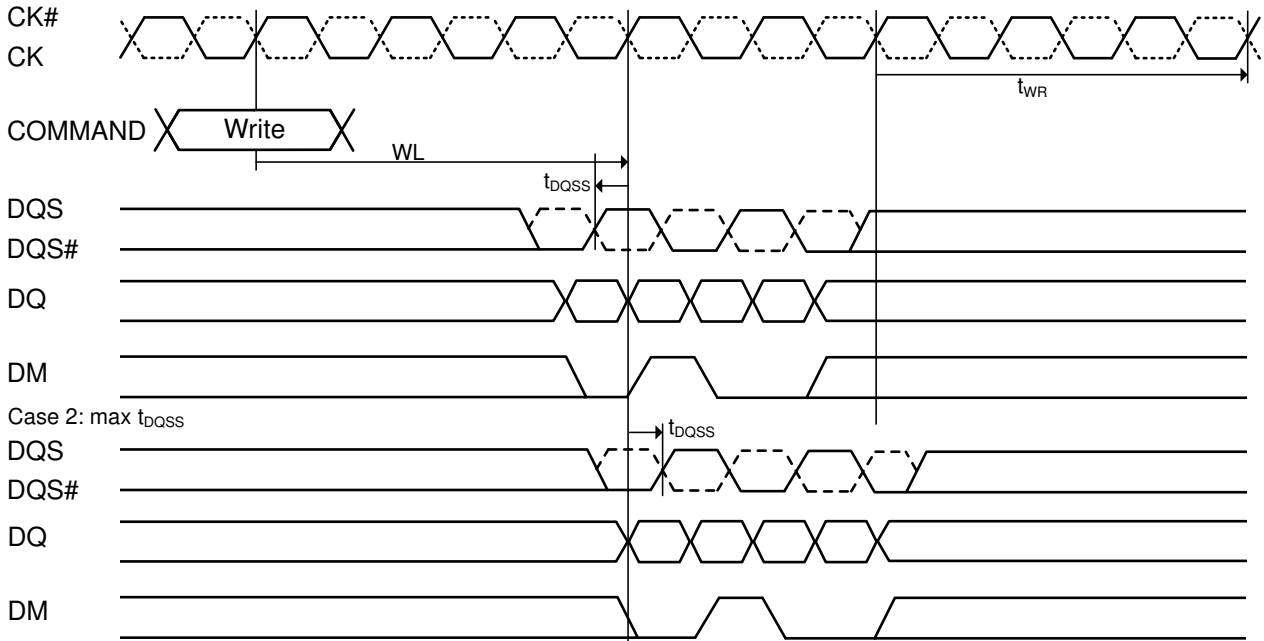 CK#
CK
tWR
COMMAND
Write
WL
tDQSS
DQS
DQS#
DQ
DM
Case 2: max tDQSS
tDQSS
DQS
DQS#
DQ
DM